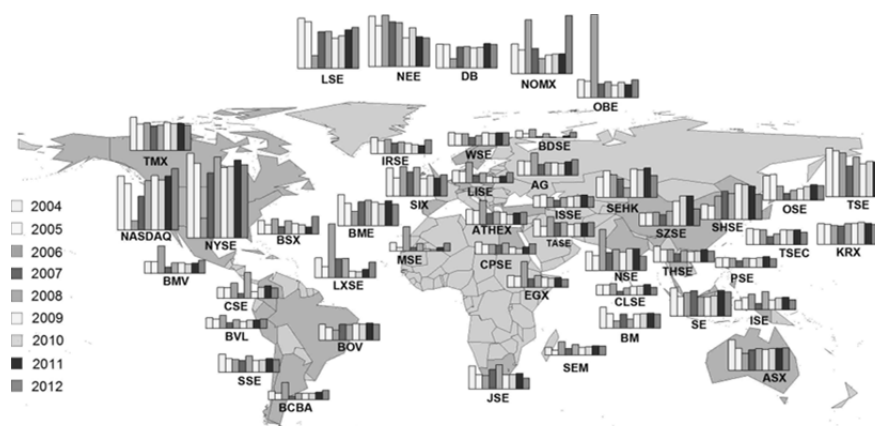 LSE
NEE
DB
NOMX
OBE
TMX
IRSE
WSE
BDSE
NASDAQ
NYSE
BSX
BME
SIX
LISE
AG
ATHEX
ISSE
TASE
SEHK
SZSE
SHSE
OSE
TSE
TSEC
KRX
BMV
LXSE
MSE
CPSE
EGX
NSE
THSE
PSE
CLSE
CSE
BVL
BOV
SEM
BM
SE
ISE
SSE
BCBA
JSE
ASX
2004
2005
2006
2007
2008
2009
2010
2011
2012